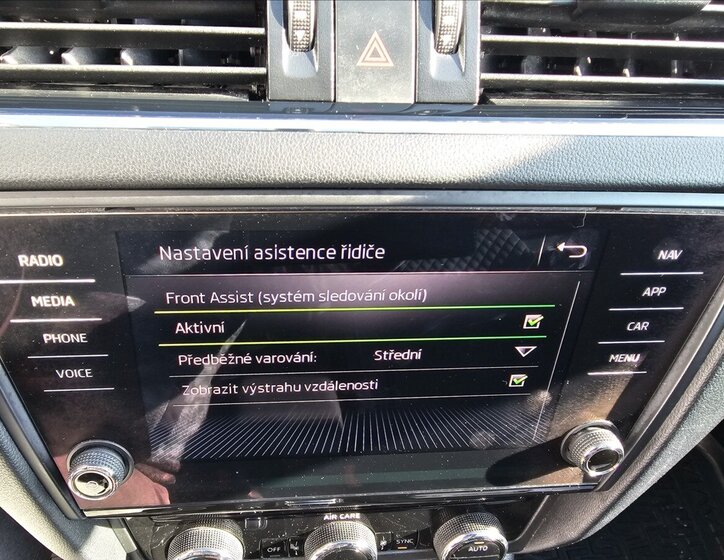 Nastavení asistence řidiče
RADIO
MEDIA
PHONE
VOICE
Front Assist (systém sledování okolí)
Aktivní
Předběžné varování: Střední
Zobrazit výstrahu vzdálenosti
NAV
APP
CAR
MENU
AIR CARE
OFF
SYNC
AUTO